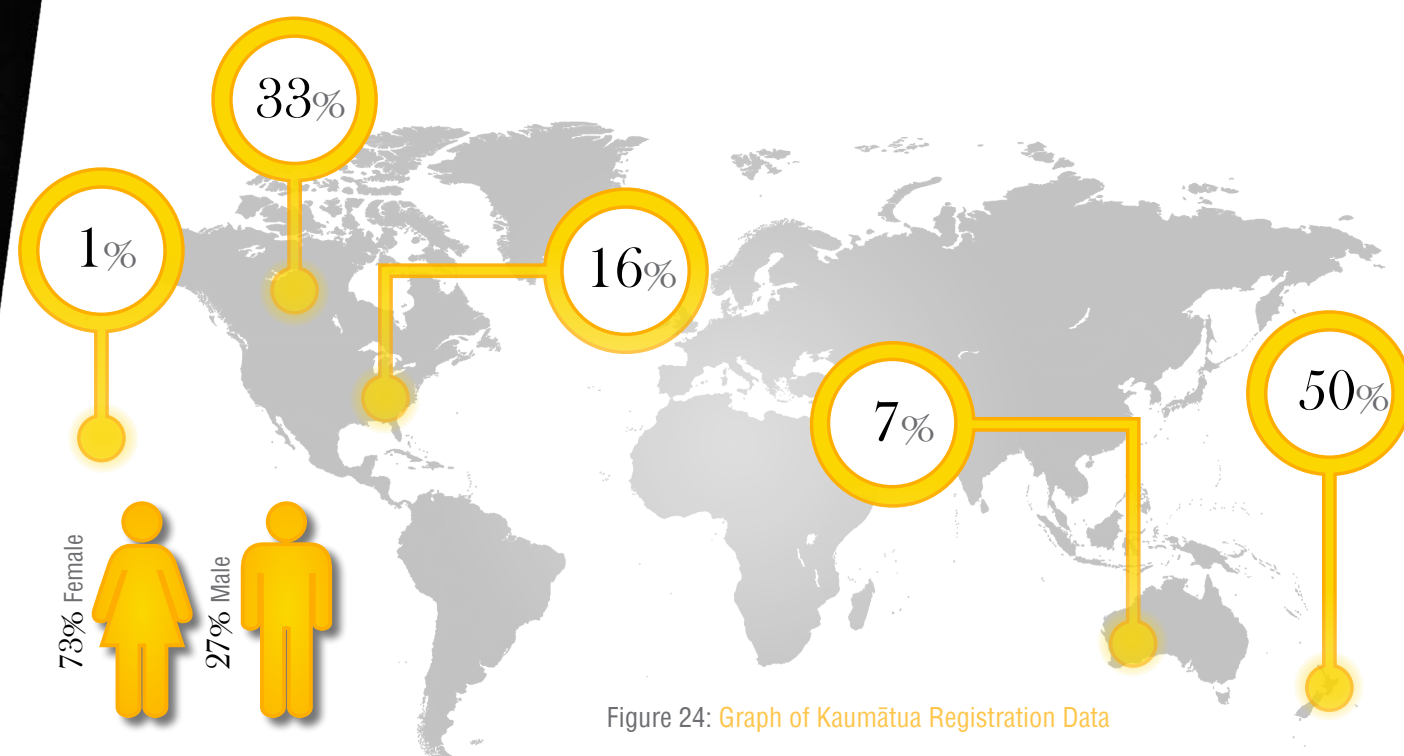 33%
1%
16%
7%
50%
73% Female
27% Male
Figure 24: Graph of Kaumātua Registration Data